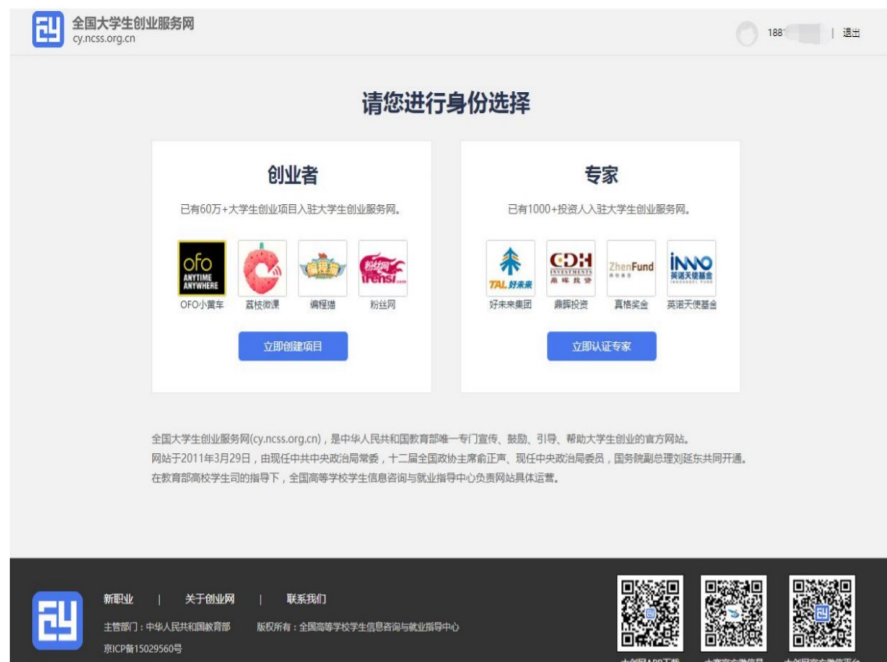 全国大学生创业服务网
cy.ncss.org.cn
188 | 退出
请您进行身份选择
创业者
已有60万+大学生创业项目入驻大学生创业服务网。
ofo
ANYTIME
ANYWHERE
OFO小黄车
荔枝微课
编程猫
粉丝网
立即创建项目
专家
已有1000+投资人入驻大学生创业服务网。
TAL 好未来
CDH
INVESTMENTS
鼎晖投资
ZhenFund
真格基金
INNO
英诺天使基金
INNOANGEL FUND
好未来集团
鼎晖投资
真格奖金
英诺天使基金
立即认证专家
全国大学生创业服务网(cy.ncss.org.cn)，是中华人民共和国教育部唯一专门宣传、鼓励、引导、帮助大学生创业的官方网站。
网站于2011年3月29日，由现任中共中央政治局常委，十二届全国政协主席俞正声、现任中央政治局委员，国务院副总理刘延东共同开通。
在教育部高校学生司的指导下，全国高等学校学生信息咨询与就业指导中心负责网站具体运营。
新职业 | 关于创业网 | 联系我们
主管部门：中华人民共和国教育部 版权所有：全国高等学校学生信息咨询与就业指导中心
京ICP备15029560号